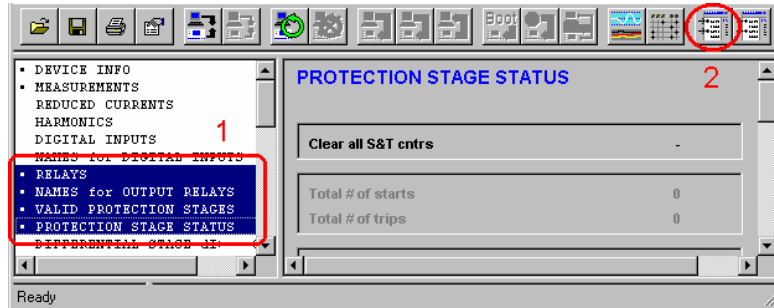 Boot
2
DEVICE INFO
MEASUREMENTS
REDUCED CURRENTS
HARMONICS
DIGITAL INPUTS
1
NAMES for DIGITAL INPUTS
RELAYS
NAMES for OUTPUT RELAYS
VALID PROTECTION STAGES
PROTECTION STAGE STATUS
DIFFERENTIAL STAGE dI>
PROTECTION STAGE STATUS
Clear all S&T cntrs -
Total # of starts 0
Total # of trips 0
Ready